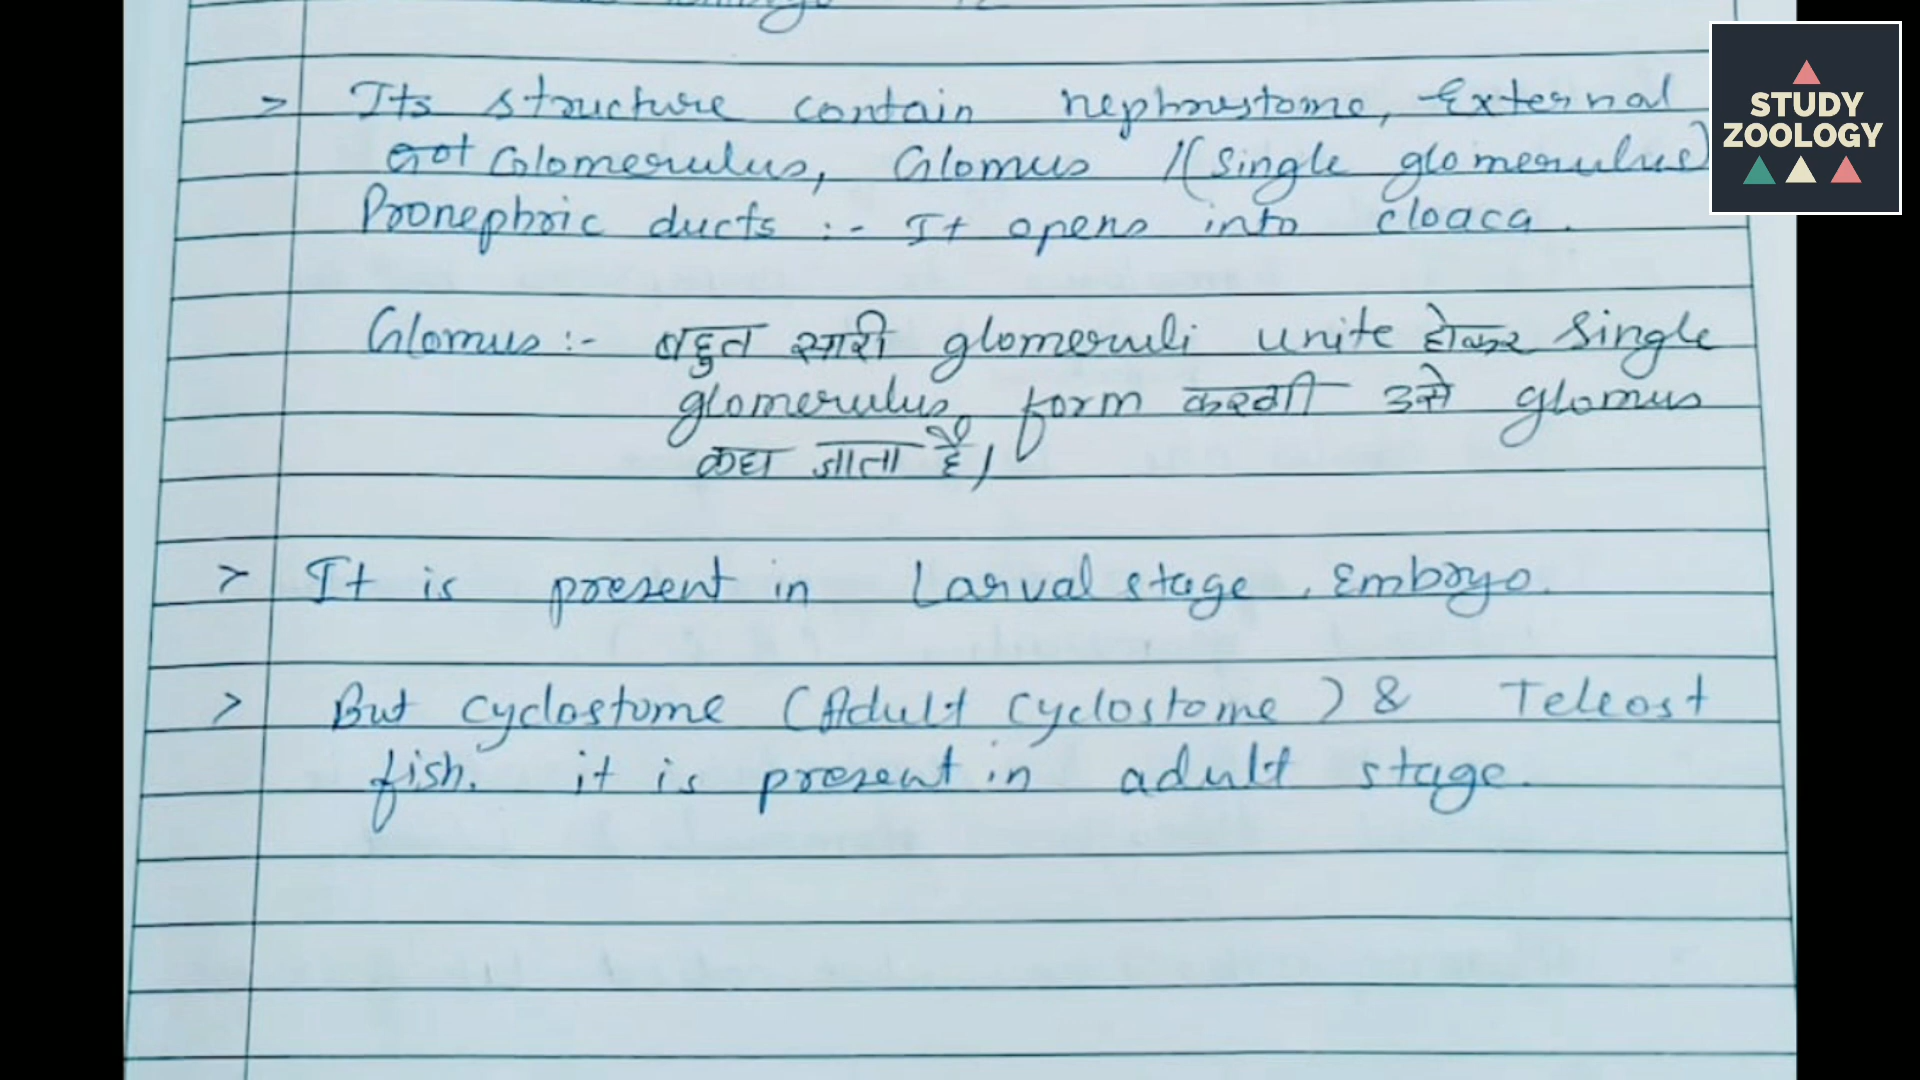 > Its structure contain nephrostome, External
Glomerulus, Glomus /(single glomerulus)
Pronephric ducts :- It opens into cloaca.
Glomus :- बहुत सारी glomeruli unite होकर single
glomerulus form करती उसे glomus
कहा जाता है।
> It is present in Larval stage, Embryo.
> But cyclostome (Adult cyclostome) & Teleost
fish. it is present in adult stage.
STUDY
ZOOLOGY